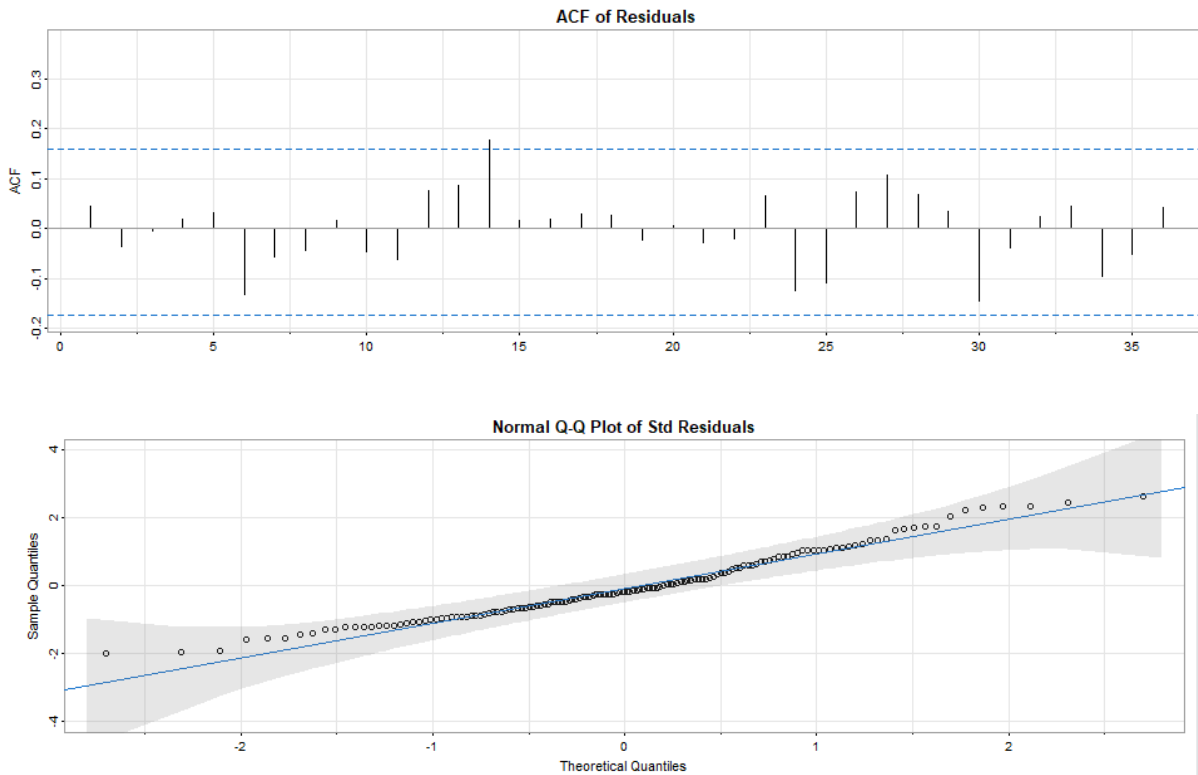 ACF of Residuals
0.3
0.2
0.1
0.0
-0.1
-0.2
ACF
0 5 10 15 20 25 30 35
Normal Q-Q Plot of Std Residuals
4
2
0
-2
-4
Sample Quantiles
-2 -1 0 1 2
Theoretical Quantiles